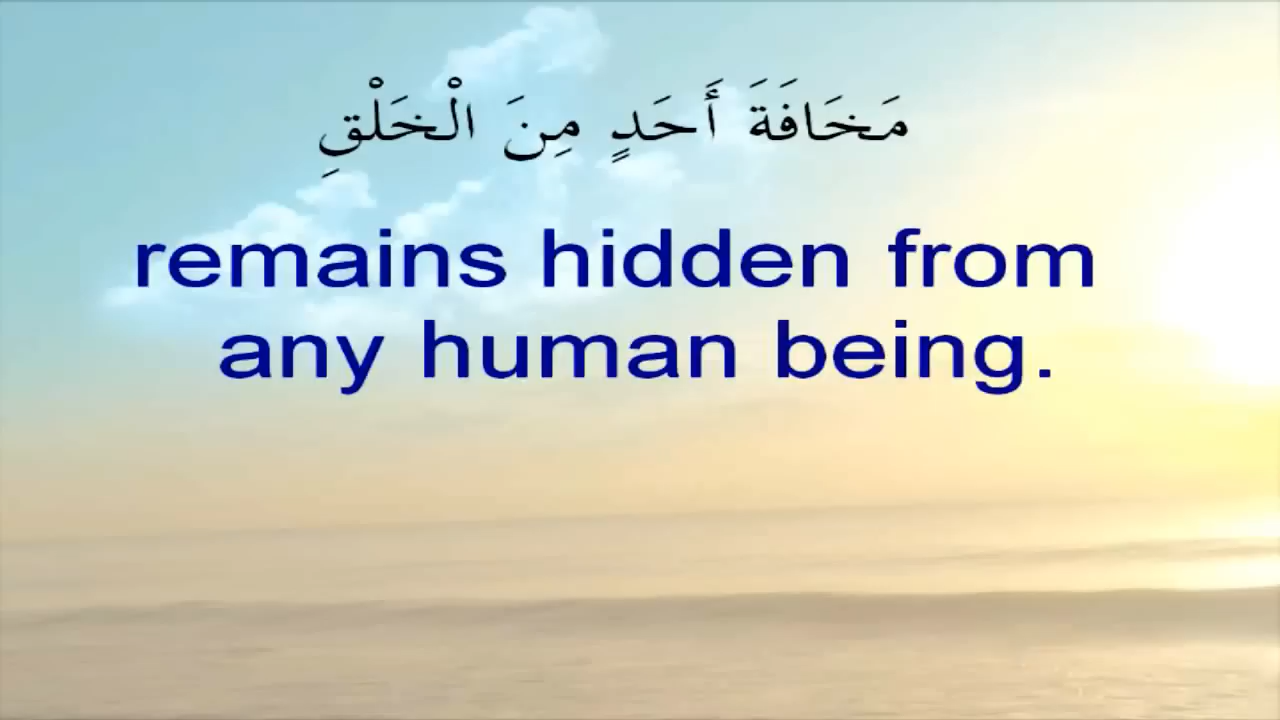 مَخَافَةَ أَحَدٍ مِنَ الْخَلْقِ
remains hidden from
any human being.